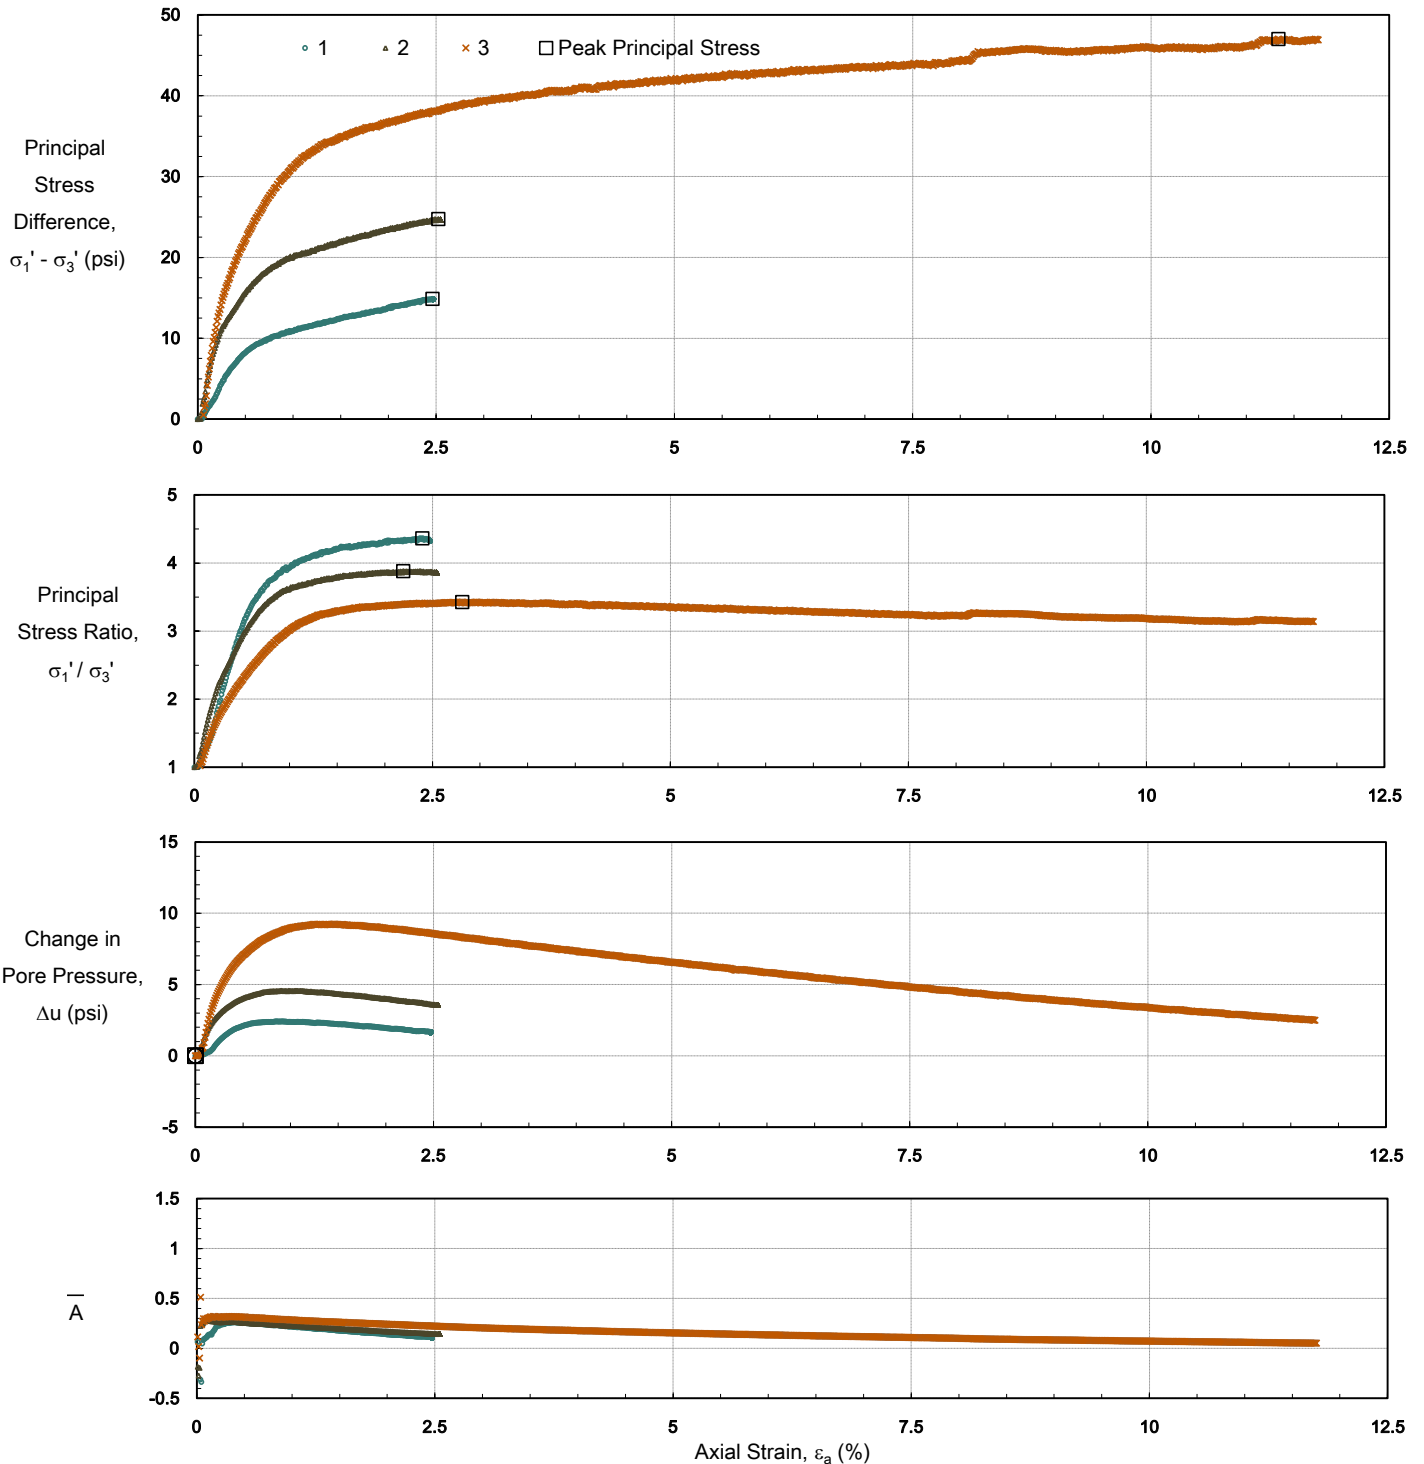 50
40
30
20
10
0
1 2 3 Peak Principal Stress
Principal
Stress
Difference,
σ1' - σ3' (psi)
0 2.5 5 7.5 10 12.5
5
4
3
2
1
Principal
Stress Ratio,
σ1' / σ3'
0 2.5 5 7.5 10 12.5
15
10
5
0
-5
Change in
Pore Pressure,
Δu (psi)
0 2.5 5 7.5 10 12.5
1.5
1
0.5
0
-0.5
A̅
0 2.5 5 7.5 10 12.5
Axial Strain, εa (%)